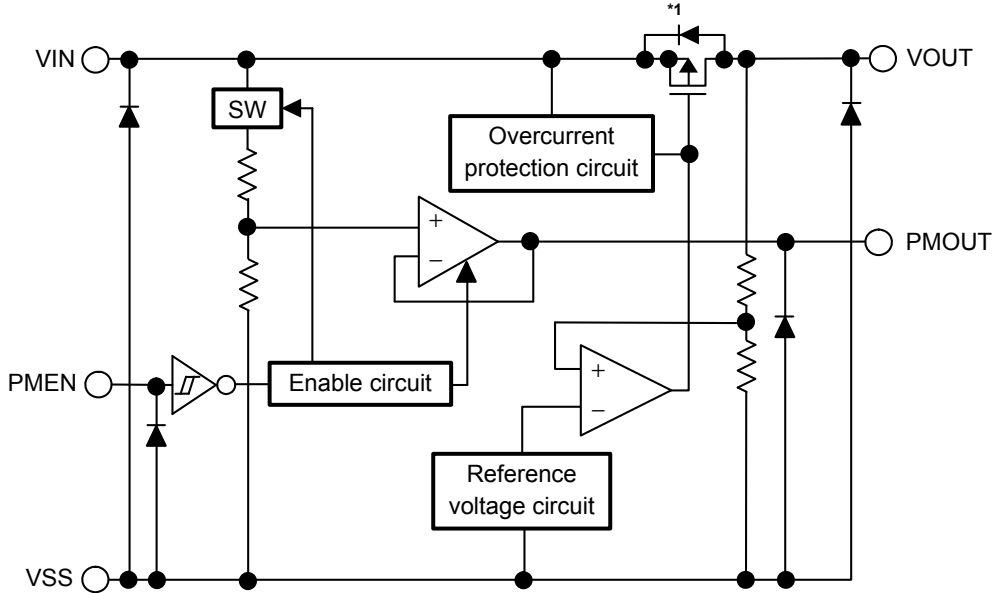 *1
VIN
VOUT
SW
Overcurrent
protection circuit
+
−
PMOUT
PMEN
Enable circuit
+
−
Reference
voltage circuit
VSS